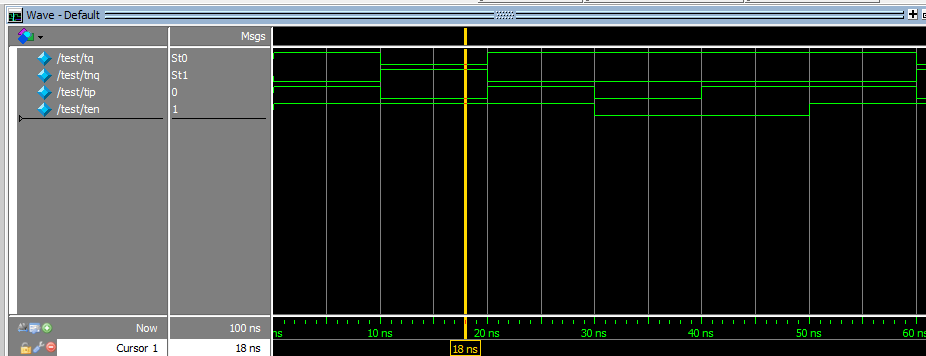 Wave - Default
Msgs
/test/tq St0
/test/tnq St1
/test/tip 0
/test/ten 1
Now 100 ns
ns 10 ns 20 ns 30 ns 40 ns 50 ns 60 ns
Cursor 1 18 ns
18 ns